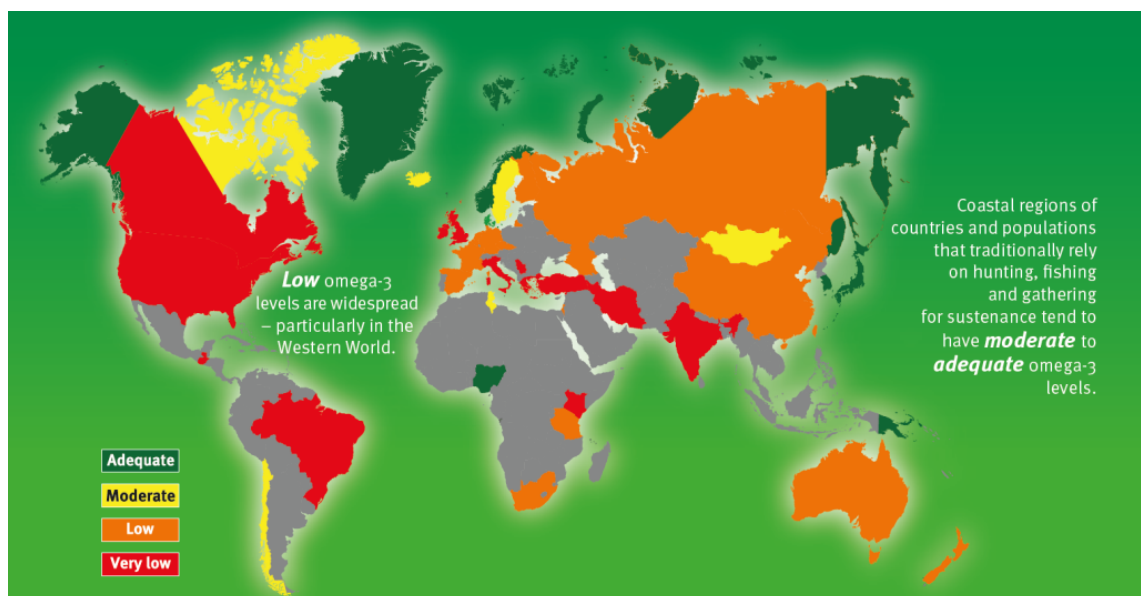 Low omega-3
levels are widespread
– particularly in the
Western World.
Coastal regions of
countries and populations
that traditionally rely
on hunting, fishing
and gathering
for sustenance tend to
have moderate to
adequate omega-3
levels.
Adequate
Moderate
Low
Very low